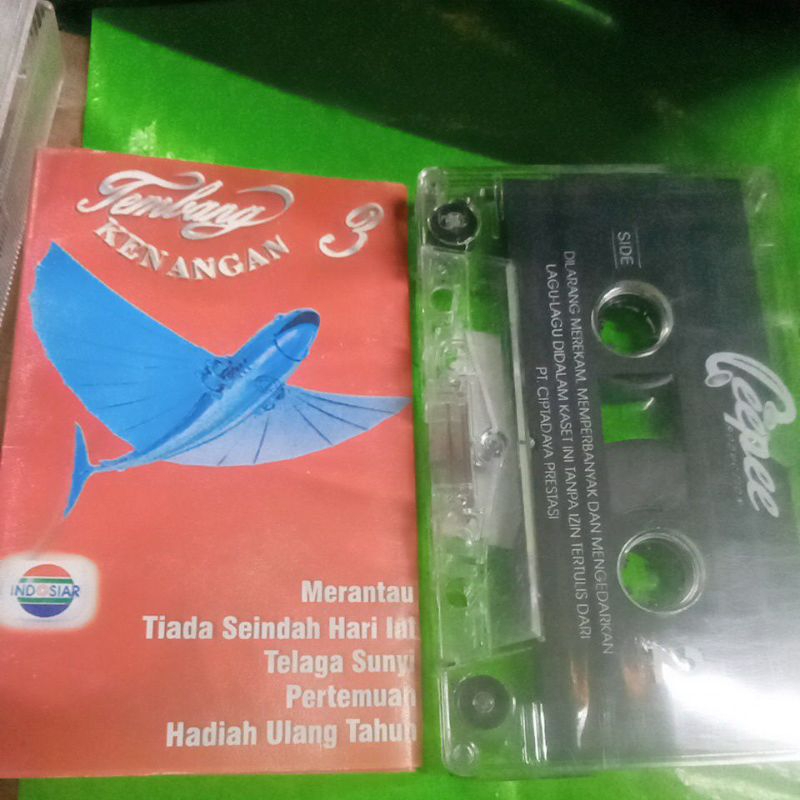 Tembang
KENANGAN 3
INDOSIAR
Merantau
Tiada Seindah Hari Ini
Telaga Sunyi
Pertemuan
Hadiah Ulang Tahun
SIDE
DILARANG MEREKAM, MEMPERBANYAK DAN MENGEDARKAN
LAGU-LAGU DIDALAM KASET INI TANPA IZIN TERTULIS DARI
PT. CIPTADAYA PRESTASI